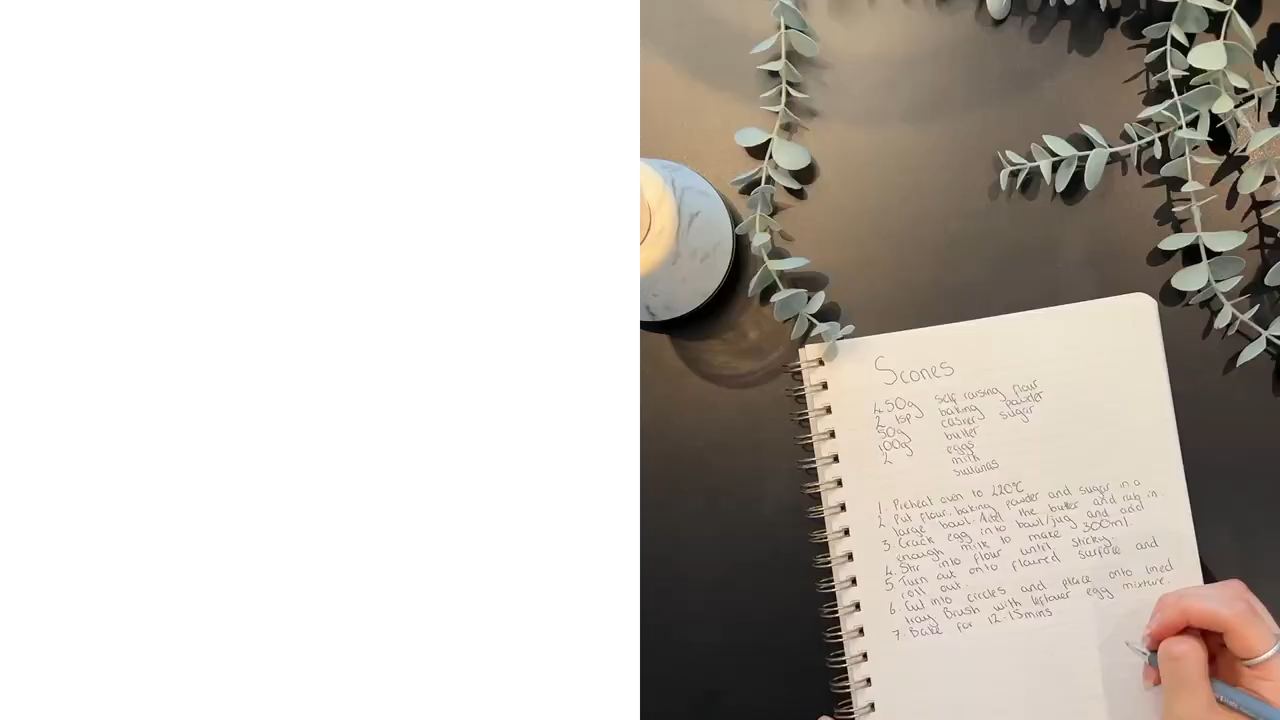 Scones
450g self raising flour
2 tsp baking powder
50g caster sugar
100g butter
2 eggs
milk
sultanas
1. Preheat oven to 220°C
2. Put flour, baking powder and sugar in a
large bowl. Add the butter and rub in.
3. Crack egg into bowl/jug and add
enough milk to make 300ml.
4. Stir into flour until sticky.
5. Turn out onto floured surface and
roll out.
6. Cut into circles and place onto lined
tray. Brush with leftover egg mixture.
7. Bake for 12-15mins